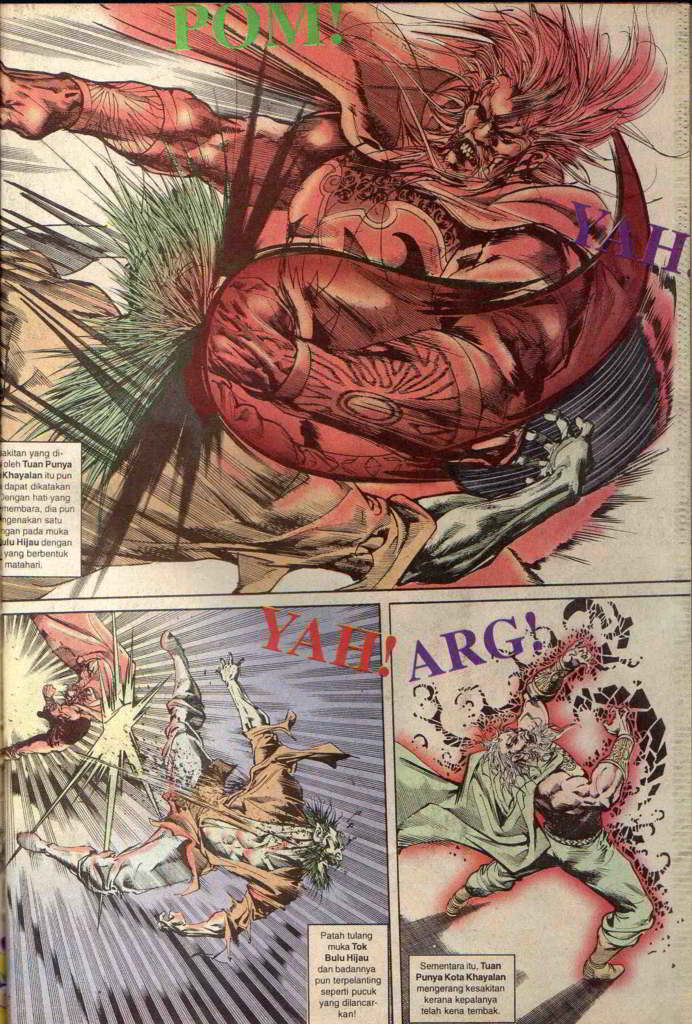 POM!
YAH
akitan yang di-
oleh Tuan Punya
Khayalan itu pun
dapat dikatakan
Dengan hati yang
membara, dia pun
ngenakan satu
ngan pada muka
ulu Hijau dengan
yang berbentuk
matahari.
YAH!
ARG!
Patah tulang
muka Tok
Bulu Hijau
dan badannya
pun terpelanting
seperti pucuk
yang dilancar-
kan!
Sementara itu, Tuan
Punya Kota Khayalan
mengerang kesakitan
kerana kepalanya
telah kena tembak.